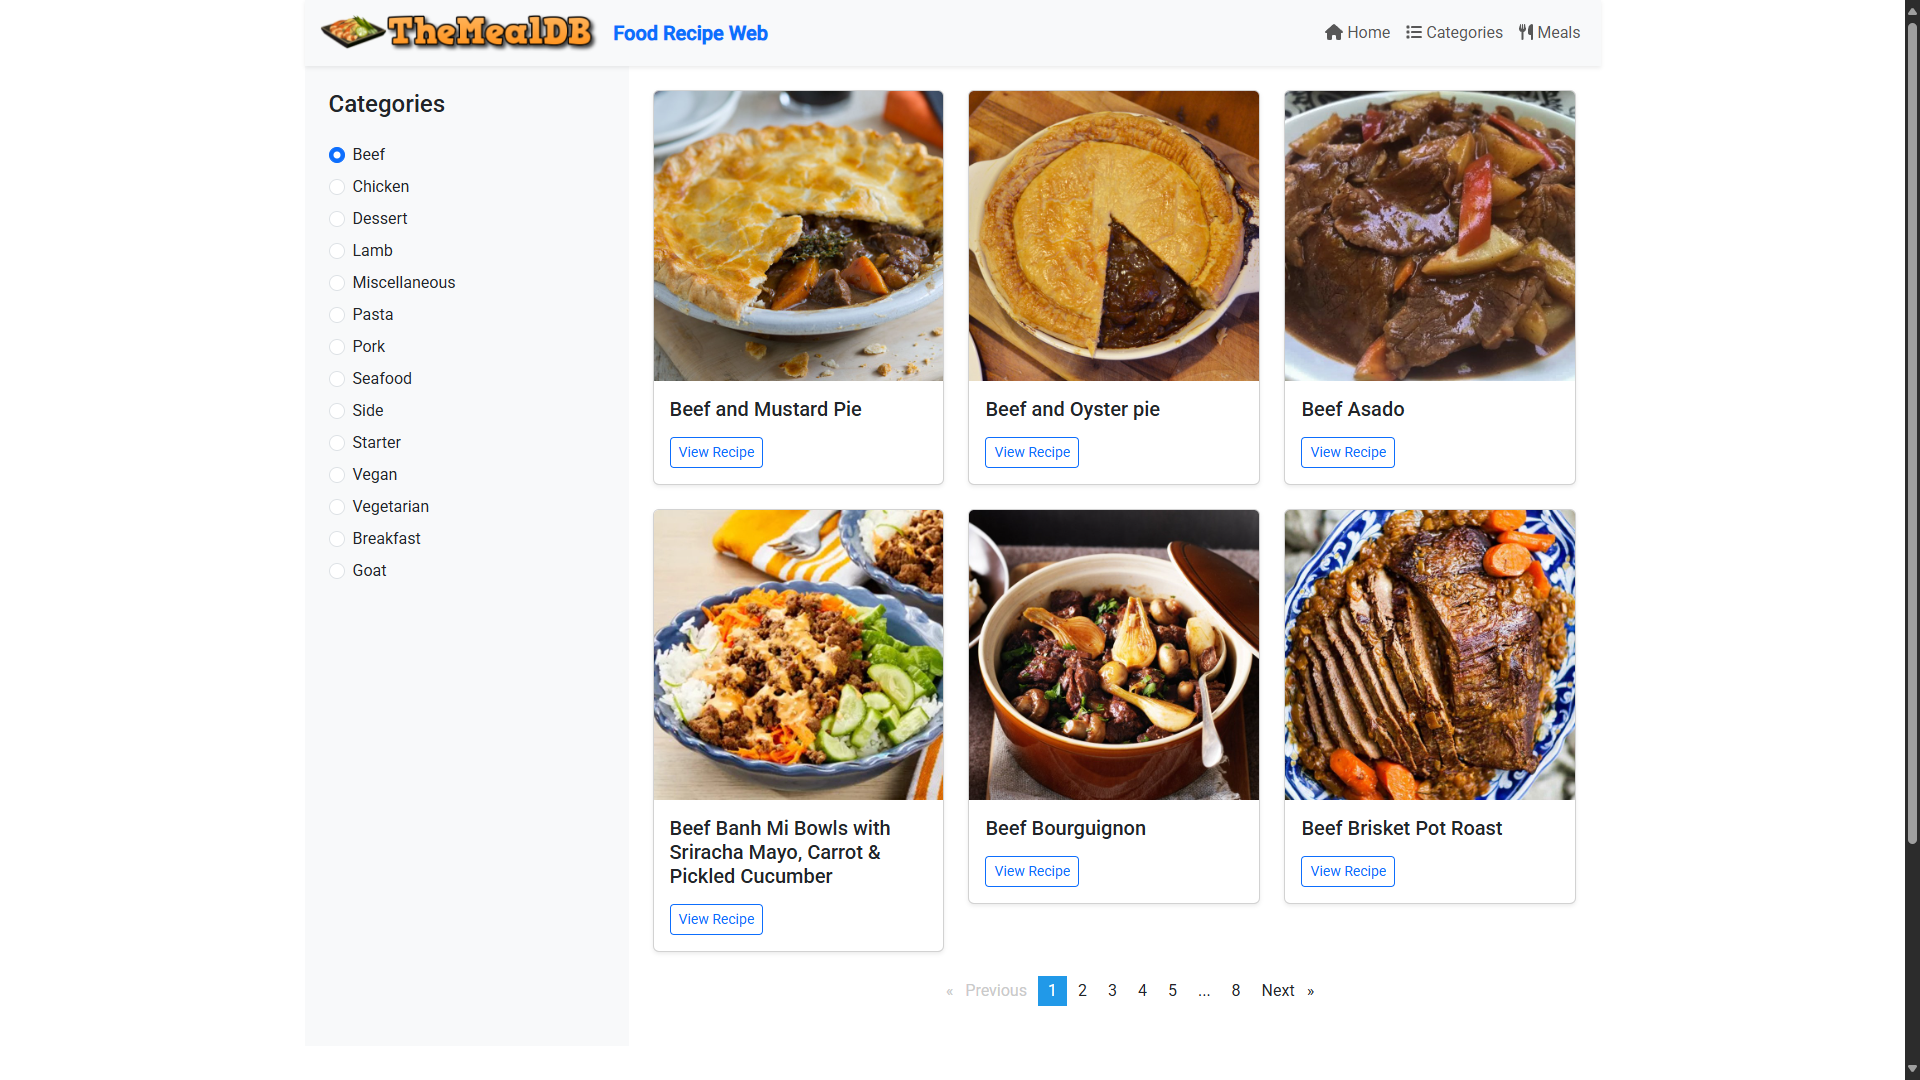 TheMealDB
Food Recipe Web
Home
Categories
Meals
Categories
Beef
Chicken
Dessert
Lamb
Miscellaneous
Pasta
Pork
Seafood
Side
Starter
Vegan
Vegetarian
Breakfast
Goat
Beef and Mustard Pie
View Recipe
Beef and Oyster pie
View Recipe
Beef Asado
View Recipe
Beef Banh Mi Bowls with
Sriracha Mayo, Carrot &
Pickled Cucumber
View Recipe
Beef Bourguignon
View Recipe
Beef Brisket Pot Roast
View Recipe
« Previous 1 2 3 4 5 ... 8 Next »